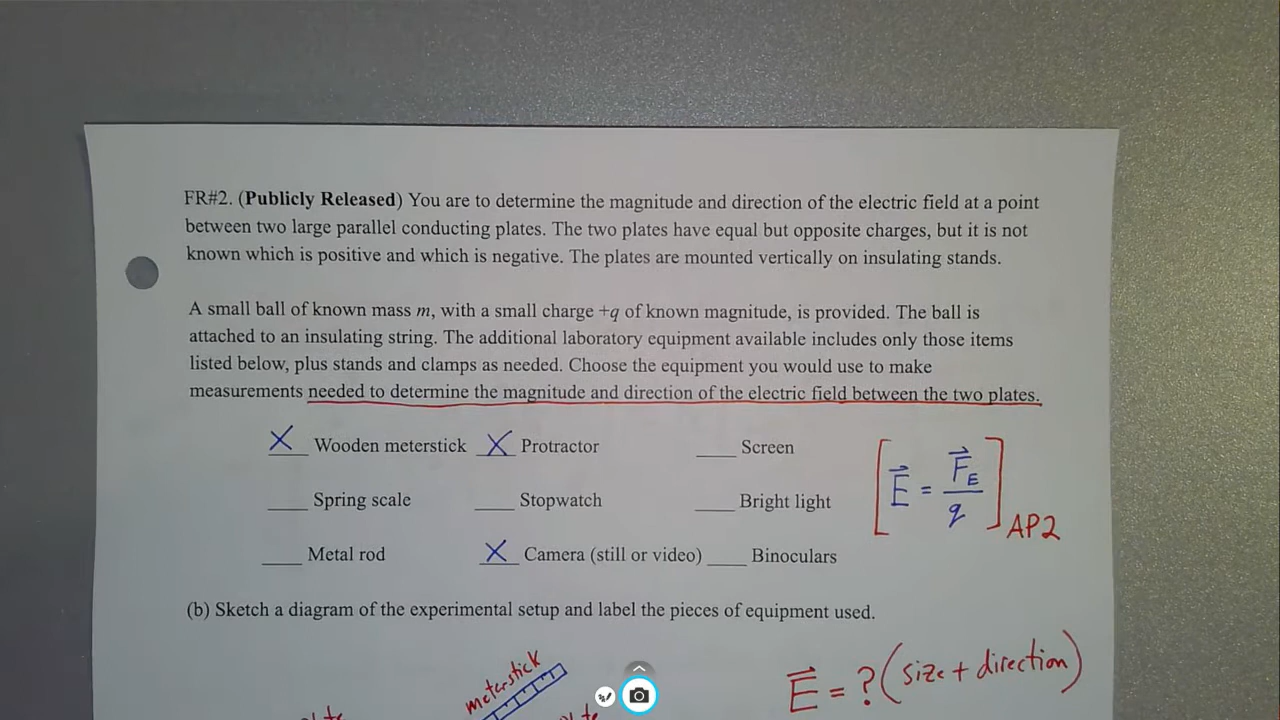 FR#2. (Publicly Released) You are to determine the magnitude and direction of the electric field at a point
between two large parallel conducting plates. The two plates have equal but opposite charges, but it is not
known which is positive and which is negative. The plates are mounted vertically on insulating stands.
A small ball of known mass m, with a small charge +q of known magnitude, is provided. The ball is
attached to an insulating string. The additional laboratory equipment available includes only those items
listed below, plus stands and clamps as needed. Choose the equipment you would use to make
measurements needed to determine the magnitude and direction of the electric field between the two plates.
X Wooden meterstick X Protractor ___ Screen
___ Spring scale ___ Stopwatch ___ Bright light
___ Metal rod X Camera (still or video) ___ Binoculars
[E⃗ = F⃗_E / q] AP2
(b) Sketch a diagram of the experimental setup and label the pieces of equipment used.
meterstick
E⃗ = ? (size + direction)